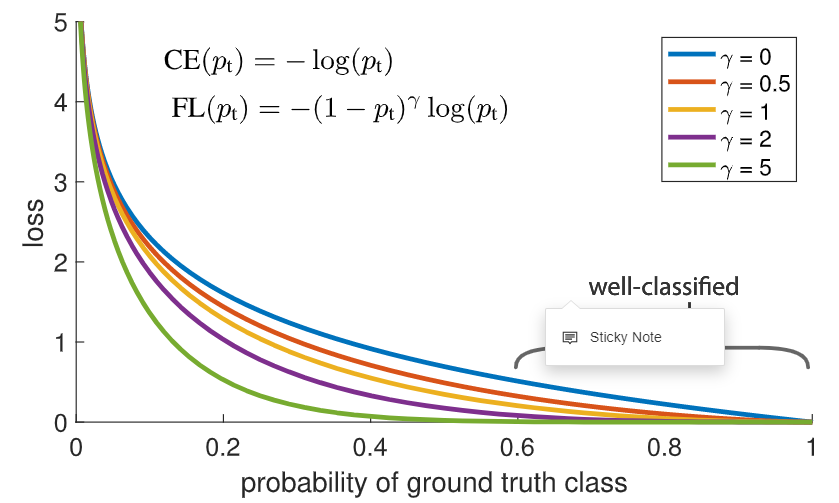 5
4
3
2
1
0
loss
CE(pₜ) = − log(pₜ)
FL(pₜ) = −(1 − pₜ)^γ log(pₜ)
γ = 0
γ = 0.5
γ = 1
γ = 2
γ = 5
well-classified
Sticky Note
0 0.2 0.4 0.6 0.8 1
probability of ground truth class